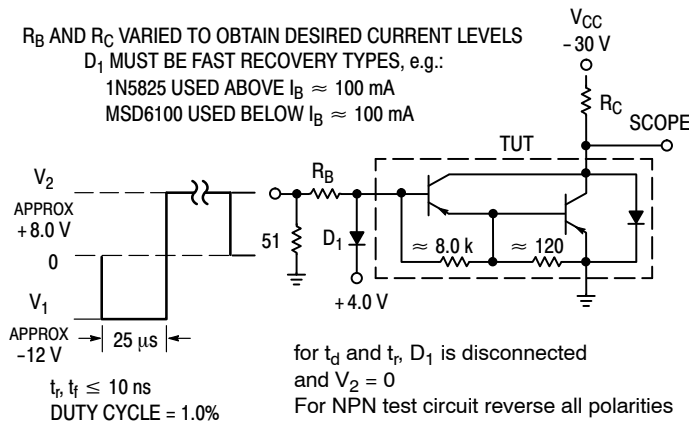 R_B AND R_C VARIED TO OBTAIN DESIRED CURRENT LEVELS
D_1 MUST BE FAST RECOVERY TYPES, e.g.:
1N5825 USED ABOVE I_B ≈ 100 mA
MSD6100 USED BELOW I_B ≈ 100 mA
V_CC
- 30 V
R_C
SCOPE
TUT
R_B
V_2
APPROX
+ 8.0 V
51
D_1
≈ 8.0 k
≈ 120
0
+ 4.0 V
V_1
APPROX
-12 V
25 μs
t_r, t_f ≤ 10 ns
DUTY CYCLE = 1.0%
for t_d and t_r, D_1 is disconnected
and V_2 = 0
For NPN test circuit reverse all polarities